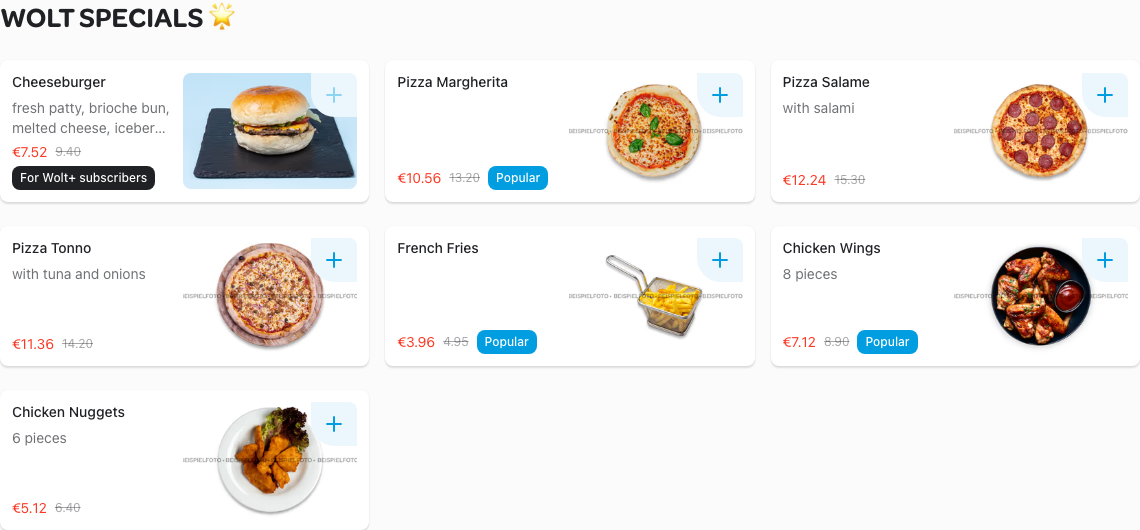 WOLT SPECIALS 🌟
Cheeseburger
fresh patty, brioche bun,
melted cheese, iceber...
€7.52 9.40
For Wolt+ subscribers
Pizza Margherita
BEISPIELFOTO • BEISPIELFOTO • BEISPIELFOTO
€10.56 13.20 Popular
Pizza Salame
with salami
BEISPIELFOTO • BEISPIELFOTO • BEISPIELFOTO
€12.24 15.30
Pizza Tonno
with tuna and onions
BEISPIELFOTO • BEISPIELFOTO • BEISPIELFOTO
€11.36 14.20
French Fries
BEISPIELFOTO • BEISPIELFOTO • BEISPIELFOTO
€3.96 4.95 Popular
Chicken Wings
8 pieces
BEISPIELFOTO • BEISPIELFOTO • BEISPIELFOTO
€7.12 8.90 Popular
Chicken Nuggets
6 pieces
BEISPIELFOTO • BEISPIELFOTO • BEISPIELFOTO
€5.12 6.40